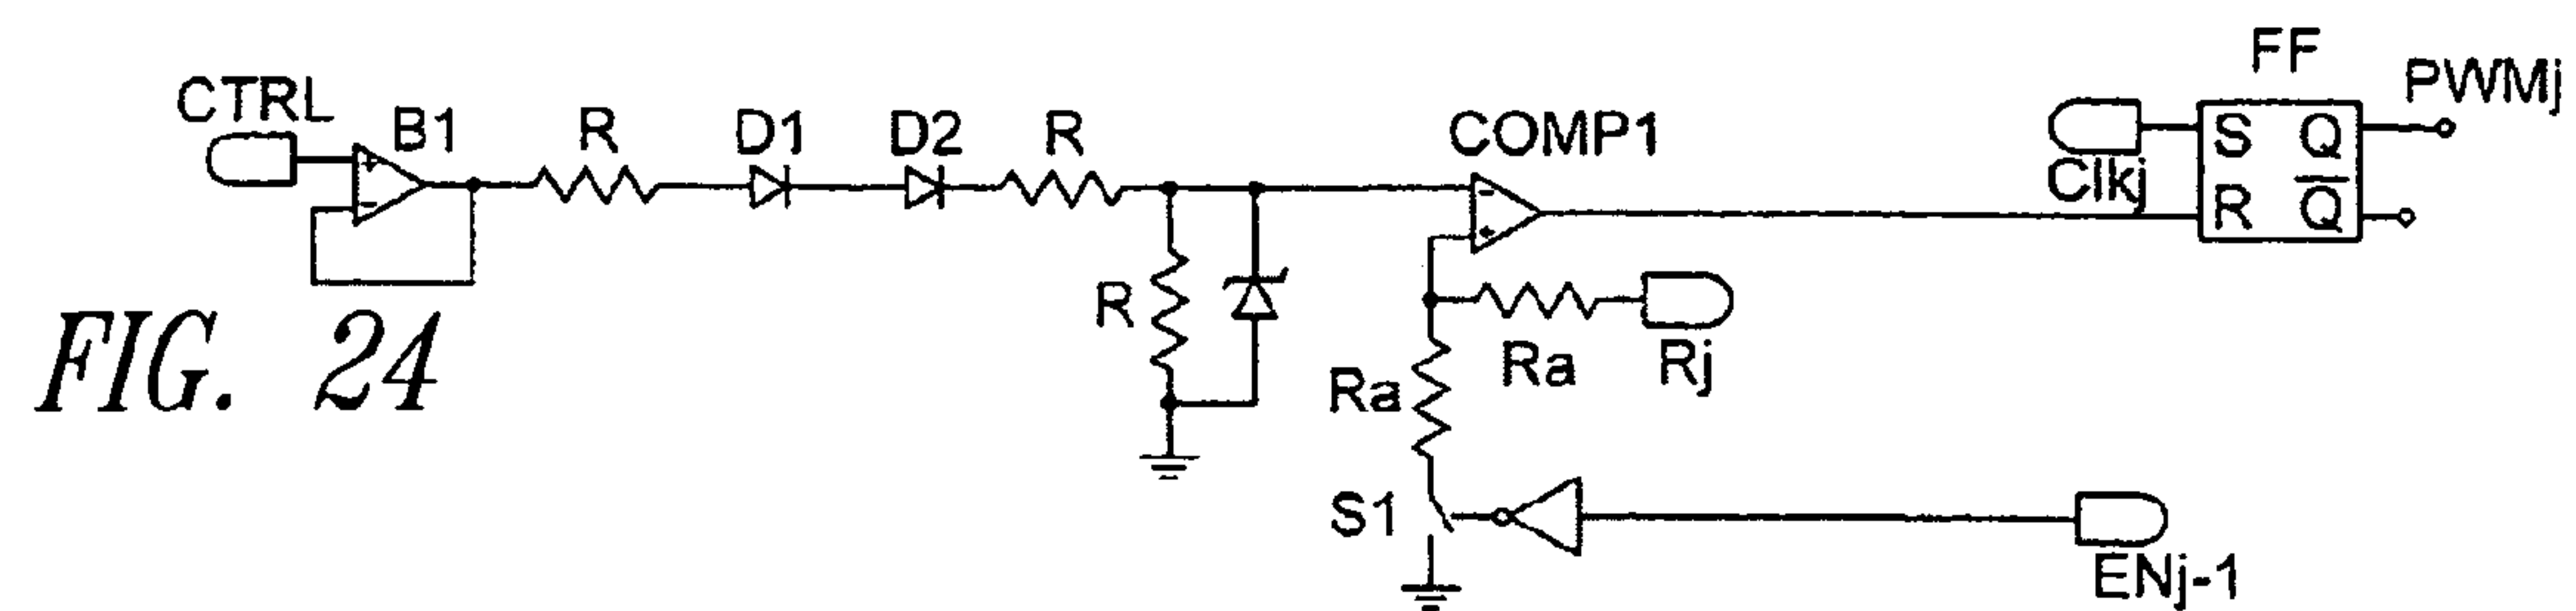 FF
CTRL
B1
R
D1
D2
R
COMP1
PWMj
S
Q
Clkj
R
Q
+
-
-
+
R
Ra
Rj
Ra
S1
ENj-1
FIG. 24